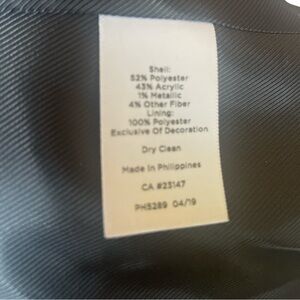 Shell:
52% Polyester
43% Acrylic
1% Metallic
4% Other Fiber
Lining:
100% Polyester
Exclusive Of Decoration
Dry Clean
Made In Philippines
CA #23147
PH5289 04/19